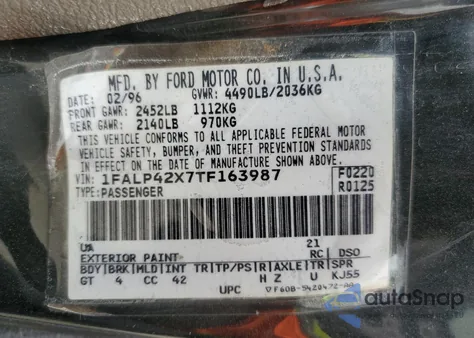 MFD. BY FORD MOTOR CO. IN U.S.A.
DATE: 02/96 GVWR: 4490LB/2036KG
FRONT GAWR: 2452LB 1112KG
REAR GAWR: 2140LB 970KG
THIS VEHICLE CONFORMS TO ALL APPLICABLE FEDERAL MOTOR
VEHICLE SAFETY, BUMPER, AND THEFT PREVENTION STANDARDS
IN EFFECT ON THE DATE OF MANUFACTURE SHOWN ABOVE.
VIN: 1FALP42X7TF163987 F0220
TYPE: PASSENGER R0125
UA 21
EXTERIOR PAINT RC DSO
BDY BRK MLD INT TR TP/PS R AXLE TR SPR
GT 4 CC 42 H Z U KJ55
UPC
autoSnap